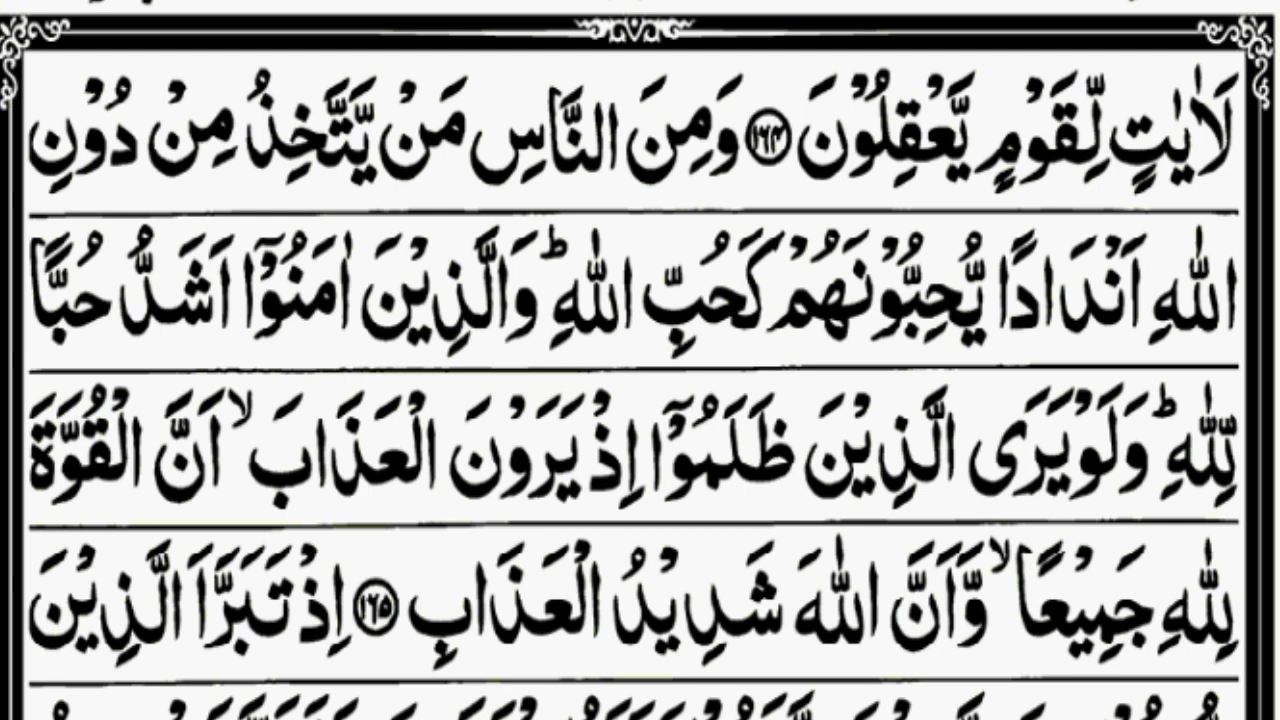 لَاٰيٰتٍ لِّقَوْمٍ يَّعْقِلُوْنَ ۝١٦٤ وَمِنَ النَّاسِ مَنْ يَّتَّخِذُ مِنْ دُوْنِ
اللّٰهِ اَنْدَادًا يُّحِبُّوْنَهُمْ كَحُبِّ اللّٰهِ ؕ وَالَّذِيْنَ اٰمَنُوْۤا اَشَدُّ حُبًّا
لِّلّٰهِ ؕ وَلَوْ يَرَى الَّذِيْنَ ظَلَمُوْۤا اِذْ يَرَوْنَ الْعَذَابَ ۙ اَنَّ الْقُوَّةَ
لِلّٰهِ جَمِيْعًا ۙ وَّاَنَّ اللّٰهَ شَدِيْدُ الْعَذَابِ ۝١٦٥ اِذْ تَبَرَّاَ الَّذِيْنَ